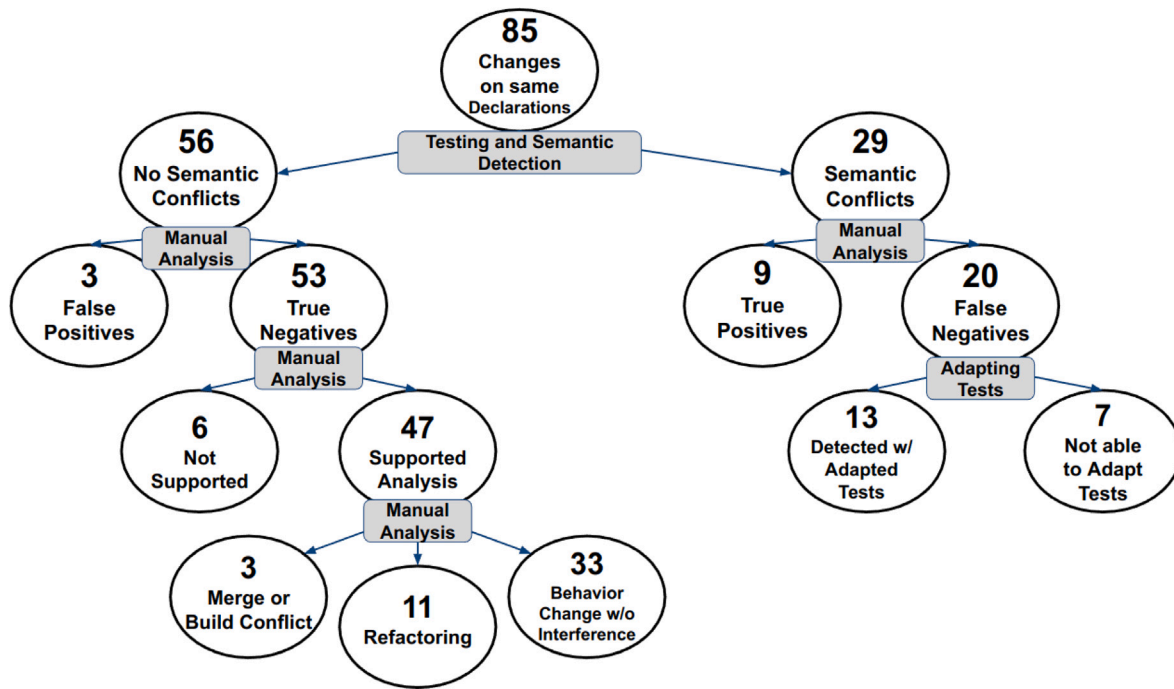 85
Changes
on same
Declarations
Testing and Semantic
Detection
56
No Semantic
Conflicts
29
Semantic
Conflicts
Manual
Analysis
Manual
Analysis
3
False
Positives
53
True
Negatives
9
True
Positives
20
False
Negatives
Manual
Analysis
Adapting
Tests
6
Not
Supported
47
Supported
Analysis
13
Detected w/
Adapted
Tests
7
Not able
to Adapt
Tests
Manual
Analysis
3
Merge or
Build Conflict
11
Refactoring
33
Behavior
Change w/o
Interference